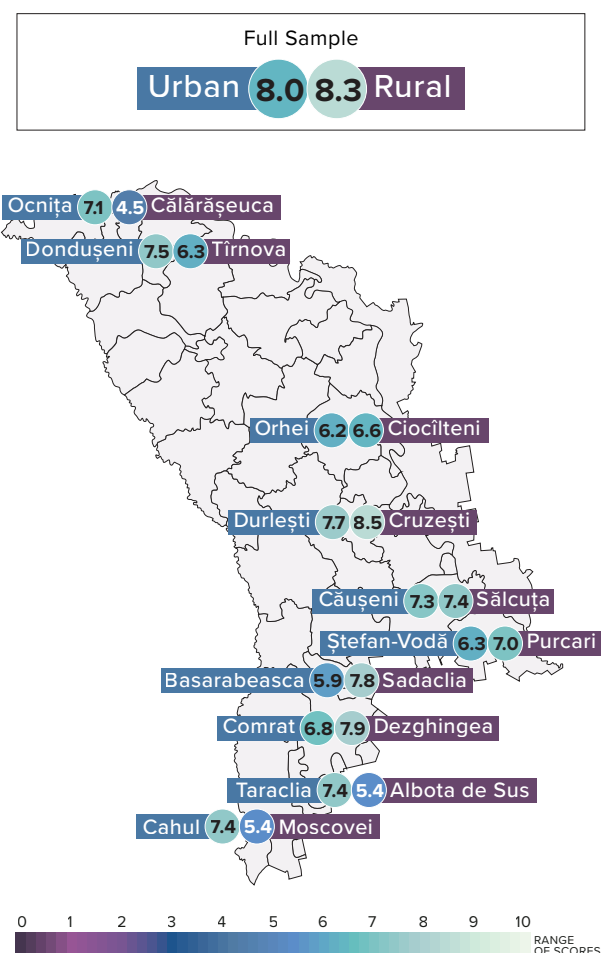 Full Sample
Urban 8.0 8.3 Rural
Ocnița 7.1 4.5 Călărășeuca
Dondușeni 7.5 6.3 Tîrnova
Orhei 6.2 6.6 Ciocîlteni
Durlești 7.7 8.5 Cruzești
Căușeni 7.3 7.4 Sălcuța
Ștefan-Vodă 6.3 7.0 Purcari
Basarabeasca 5.9 7.8 Sadaclia
Comrat 6.8 7.9 Dezghingea
Taraclia 7.4 5.4 Albota de Sus
Cahul 7.4 5.4 Moscovei
0 1 2 3 4 5 6 7 8 9 10
RANGE
OF SCORES